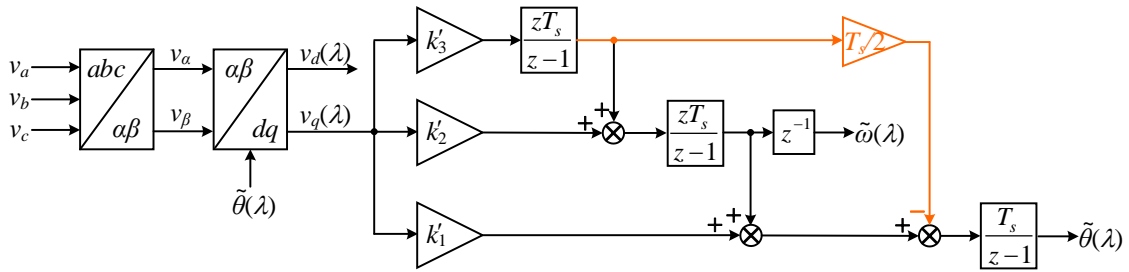 v_a
v_b
v_c
abc
αβ
v_α
v_β
αβ
dq
θ̃(λ)
v_d(λ)
v_q(λ)
k′_3
zT_s
z−1
T_s/2
k′_2
+
+
zT_s
z−1
z^{-1}
ω̃(λ)
k′_1
+
+
+
−
T_s
z−1
θ̃(λ)